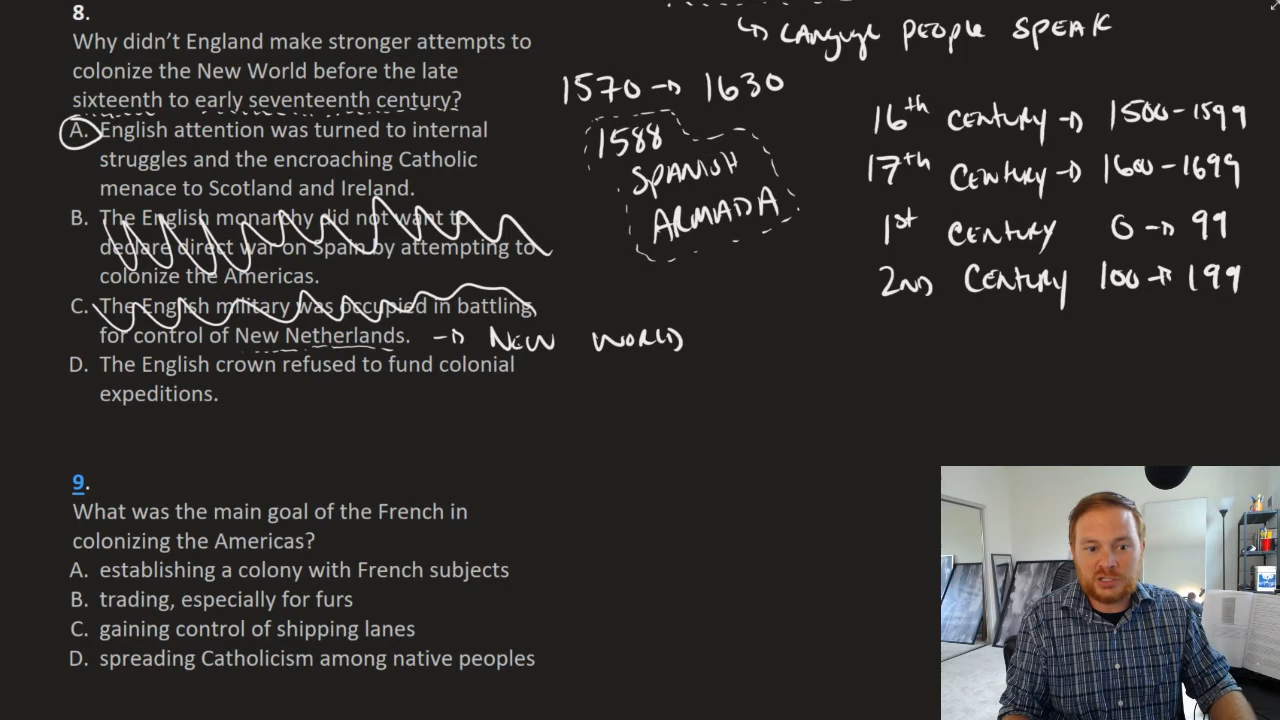 8.
Why didn't England make stronger attempts to
colonize the New World before the late
sixteenth to early seventeenth century?
A. English attention was turned to internal
struggles and the encroaching Catholic
menace to Scotland and Ireland.
B. The English monarchy did not want to
declare direct war on Spain by attempting to
colonize the Americas.
C. The English military was occupied in battling
for control of New Netherlands. → NEW WORLD
D. The English crown refused to fund colonial
expeditions.
↳ LANGUAGE PEOPLE SPEAK
1570 → 1630
1588
SPANISH
ARMADA
16th CENTURY → 1500-1599
17th CENTURY → 1600-1699
1st CENTURY 0 → 99
2ND CENTURY 100 → 199
9.
What was the main goal of the French in
colonizing the Americas?
A. establishing a colony with French subjects
B. trading, especially for furs
C. gaining control of shipping lanes
D. spreading Catholicism among native peoples